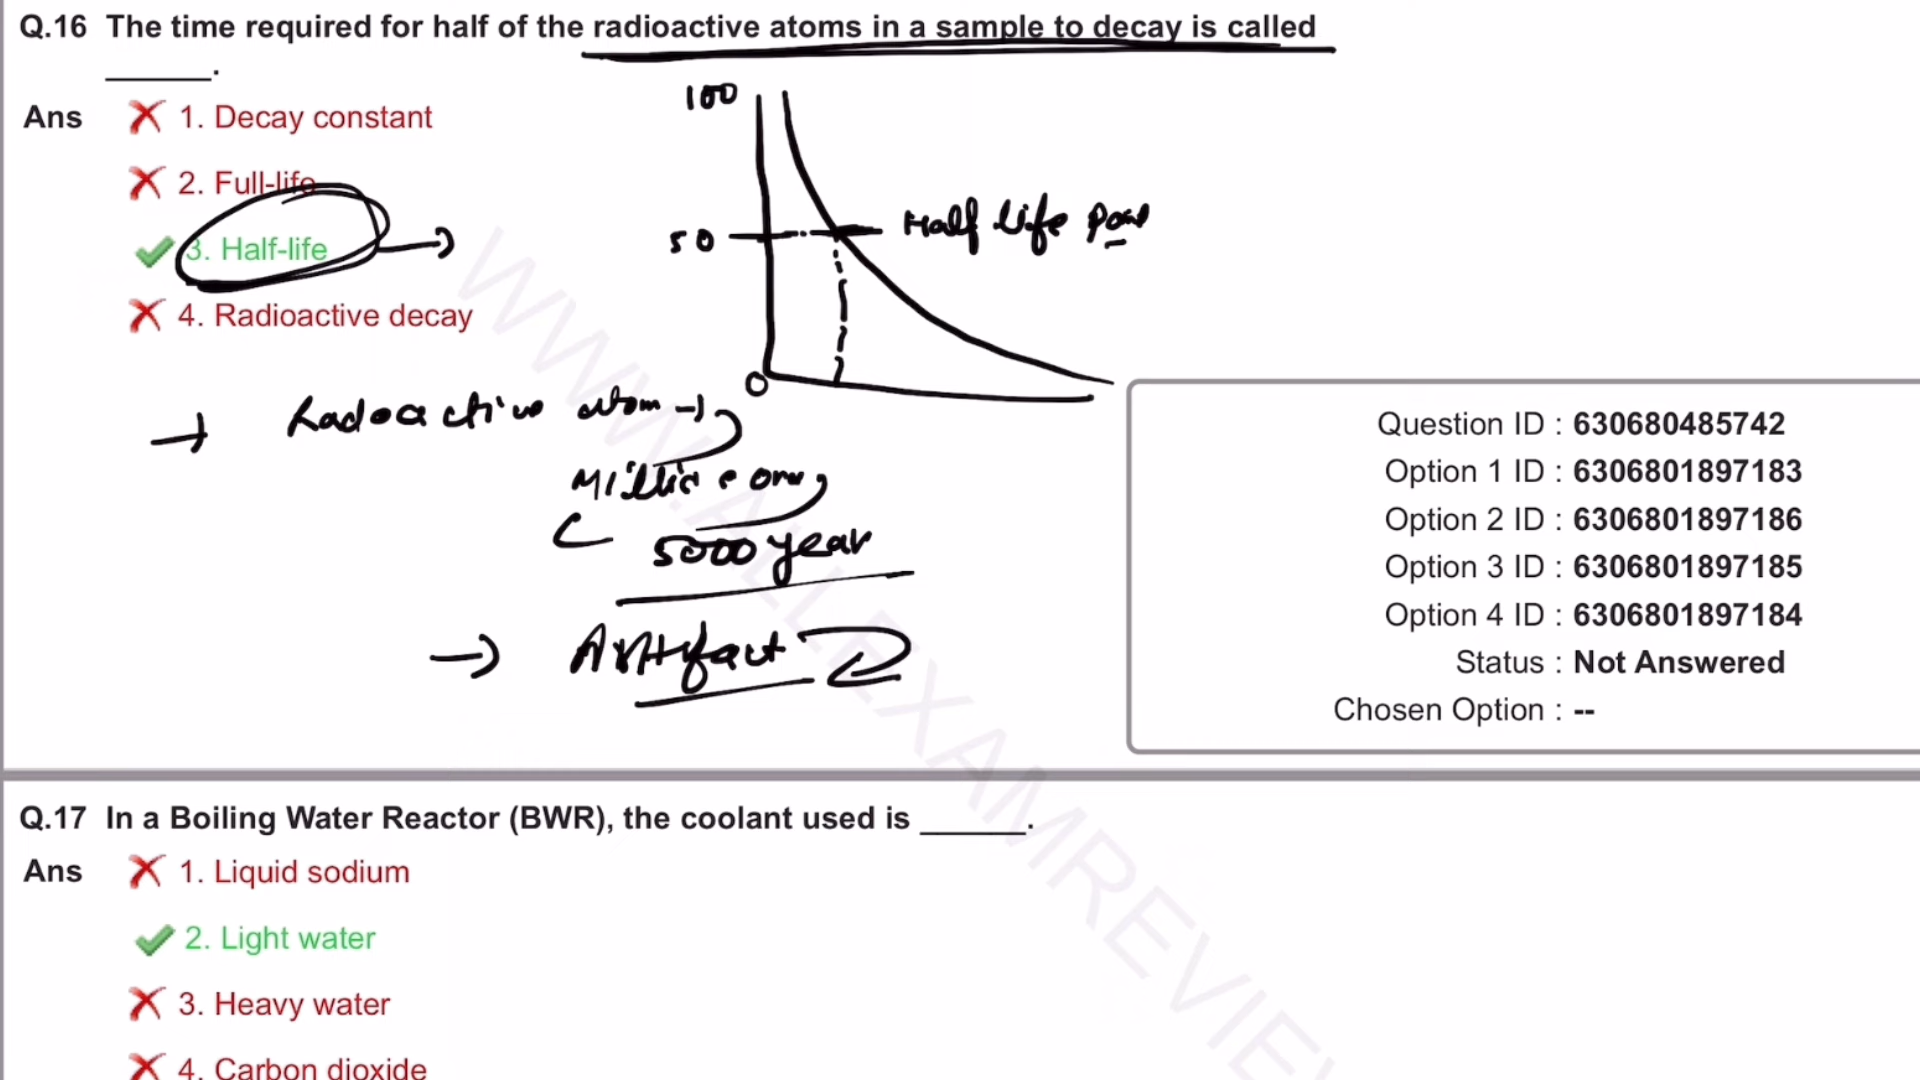 Q.16 The time required for half of the radioactive atoms in a sample to decay is called
______.
Ans 1. Decay constant
2. Full-life
3. Half-life
4. Radioactive decay
100
50
Half life
0
atom
5000 year
Question ID : 630680485742
Option 1 ID : 6306801897183
Option 2 ID : 6306801897186
Option 3 ID : 6306801897185
Option 4 ID : 6306801897184
Status : Not Answered
Chosen Option : --
WWW.ALLEXAMREVIEW
Q.17 In a Boiling Water Reactor (BWR), the coolant used is ______.
Ans 1. Liquid sodium
2. Light water
3. Heavy water
4. Carbon dioxide